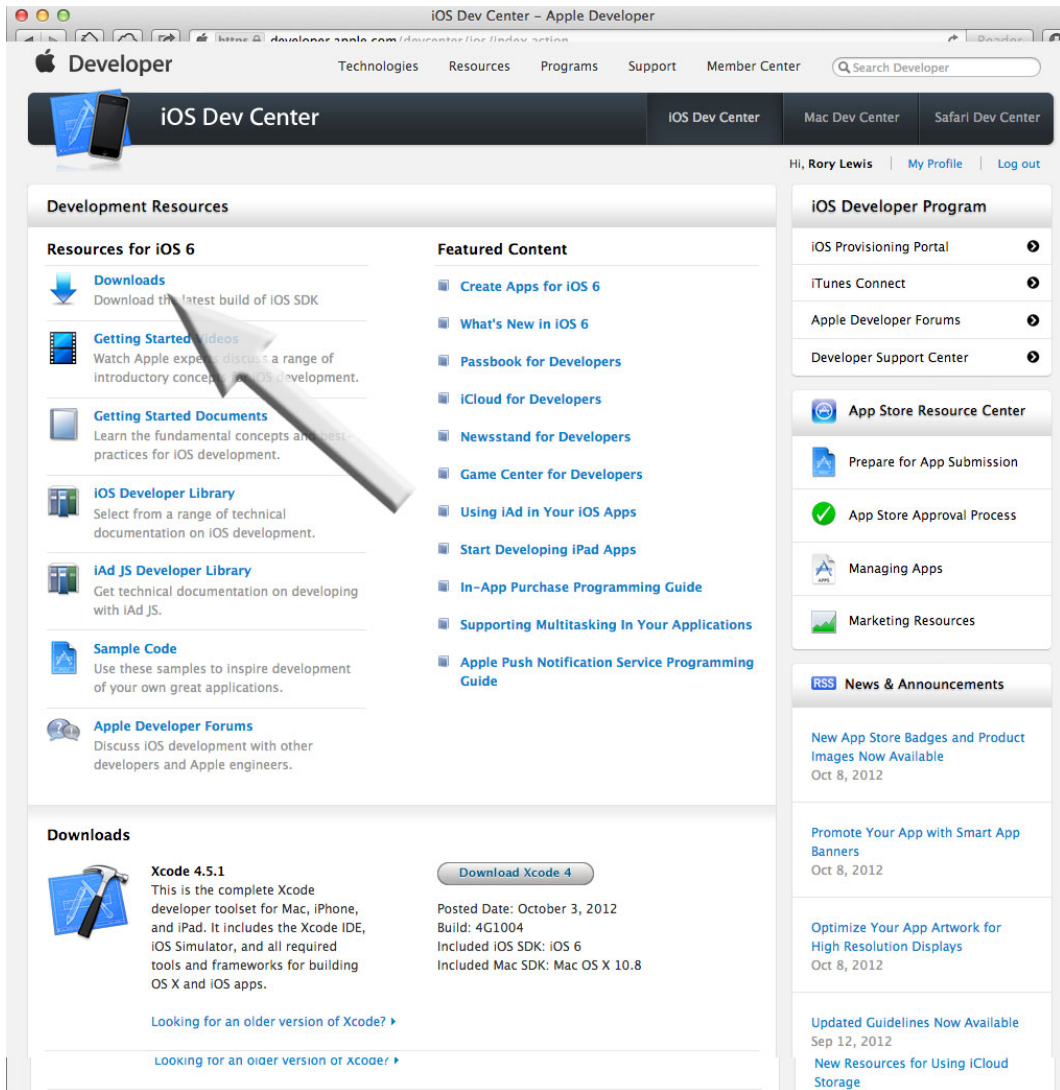 iOS Dev Center – Apple Developer
https developer.apple.com/devcenter/ios/index.action Reader
Developer
Technologies Resources Programs Support Member Center Search Developer
iOS Dev Center
iOS Dev Center Mac Dev Center Safari Dev Center
Hi, Rory Lewis My Profile Log out
Development Resources
Resources for iOS 6
Downloads
Download the latest build of iOS SDK
Getting Started Videos
Watch Apple experts discuss a range of
introductory concepts for iOS development.
Getting Started Documents
Learn the fundamental concepts and best-
practices for iOS development.
iOS Developer Library
Select from a range of technical
documentation on iOS development.
iAd JS Developer Library
Get technical documentation on developing
with iAd JS.
Sample Code
Use these samples to inspire development
of your own great applications.
Apple Developer Forums
Discuss iOS development with other
developers and Apple engineers.
Featured Content
Create Apps for iOS 6
What's New in iOS 6
Passbook for Developers
iCloud for Developers
Newsstand for Developers
Game Center for Developers
Using iAd in Your iOS Apps
Start Developing iPad Apps
In-App Purchase Programming Guide
Supporting Multitasking In Your Applications
Apple Push Notification Service Programming
Guide
Downloads
Xcode 4.5.1
This is the complete Xcode
developer toolset for Mac, iPhone,
and iPad. It includes the Xcode IDE,
iOS Simulator, and all required
tools and frameworks for building
OS X and iOS apps.
Looking for an older version of Xcode?
Looking for an older version of Xcode?
Download Xcode 4
Posted Date: October 3, 2012
Build: 4G1004
Included iOS SDK: iOS 6
Included Mac SDK: Mac OS X 10.8
iOS Developer Program
iOS Provisioning Portal
iTunes Connect
Apple Developer Forums
Developer Support Center
App Store Resource Center
Prepare for App Submission
App Store Approval Process
APPS
Managing Apps
Marketing Resources
RSS News & Announcements
New App Store Badges and Product
Images Now Available
Oct 8, 2012
Promote Your App with Smart App
Banners
Oct 8, 2012
Optimize Your App Artwork for
High Resolution Displays
Oct 8, 2012
Updated Guidelines Now Available
Sep 12, 2012
New Resources for Using iCloud
Storage